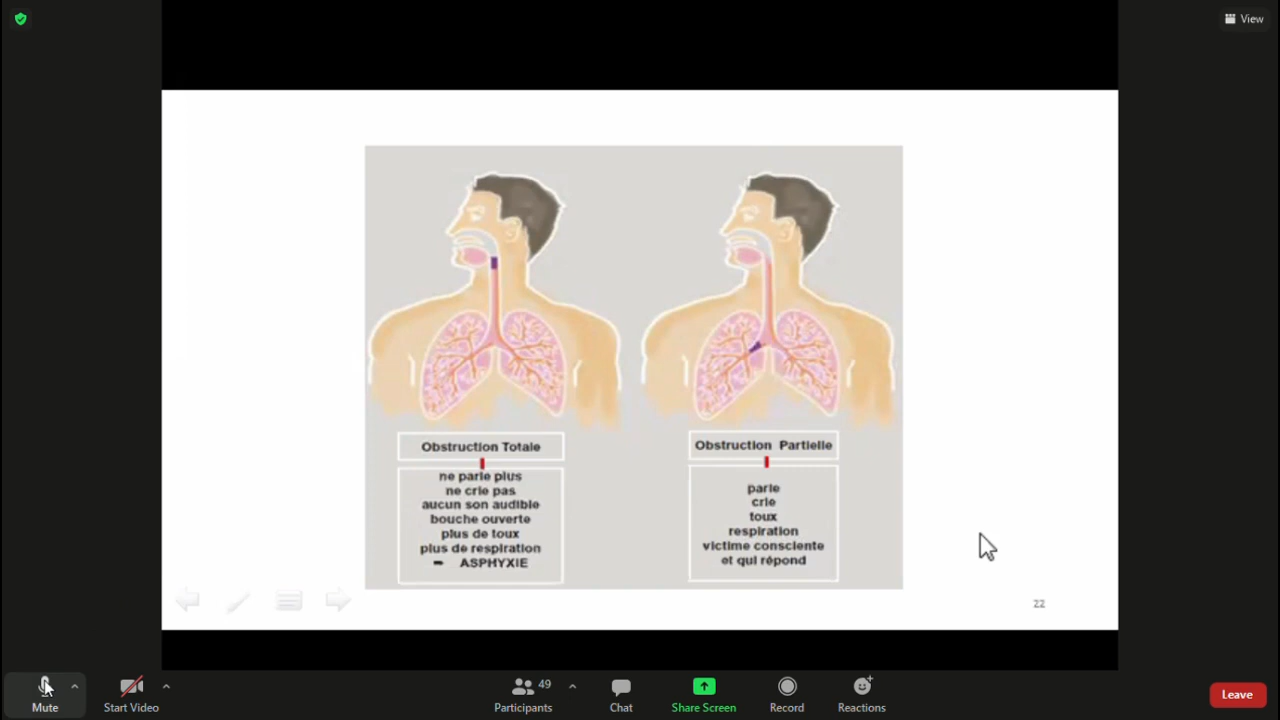 View
Obstruction Totale
ne parle plus
ne crie pas
aucun son audible
bouche ouverte
plus de toux
plus de respiration
➨ ASPHYXIE
Obstruction Partielle
parle
crie
toux
respiration
victime consciente
et qui répond
22
Mute
Start Video
49
Participants
Chat
Share Screen
Record
Reactions
Leave